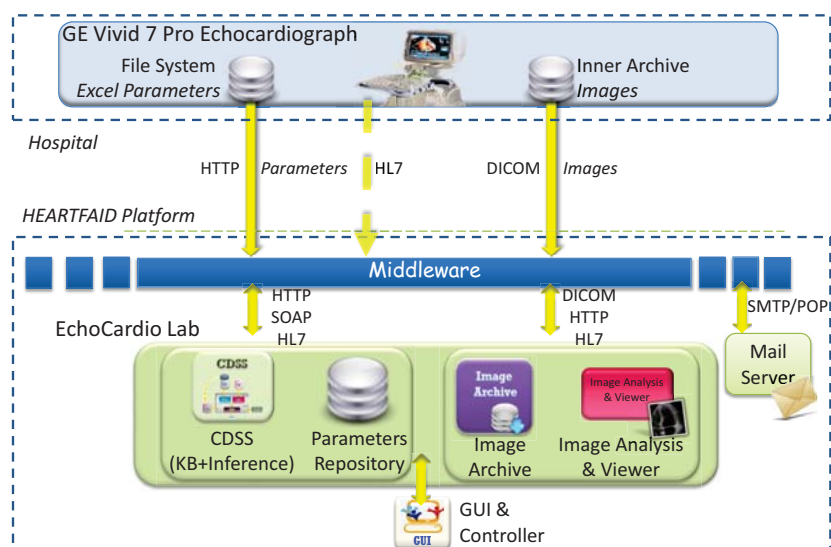 GE Vivid 7 Pro Echocardiograph
File System
Excel Parameters
Inner Archive
Images
Hospital
HTTP
Parameters
HL7
DICOM
Images
HEARTFAID Platform
Middleware
HTTP
SOAP
HL7
DICOM
HTTP
HL7
SMTP/POP
EchoCardio Lab
CDSS
CDSS
(KB+Inference)
Parameters
Repository
Image
Archive
Image
Archive
Image Analysis
& Viewer
Image Analysis
& Viewer
Mail
Server
GUI
GUI &
Controller